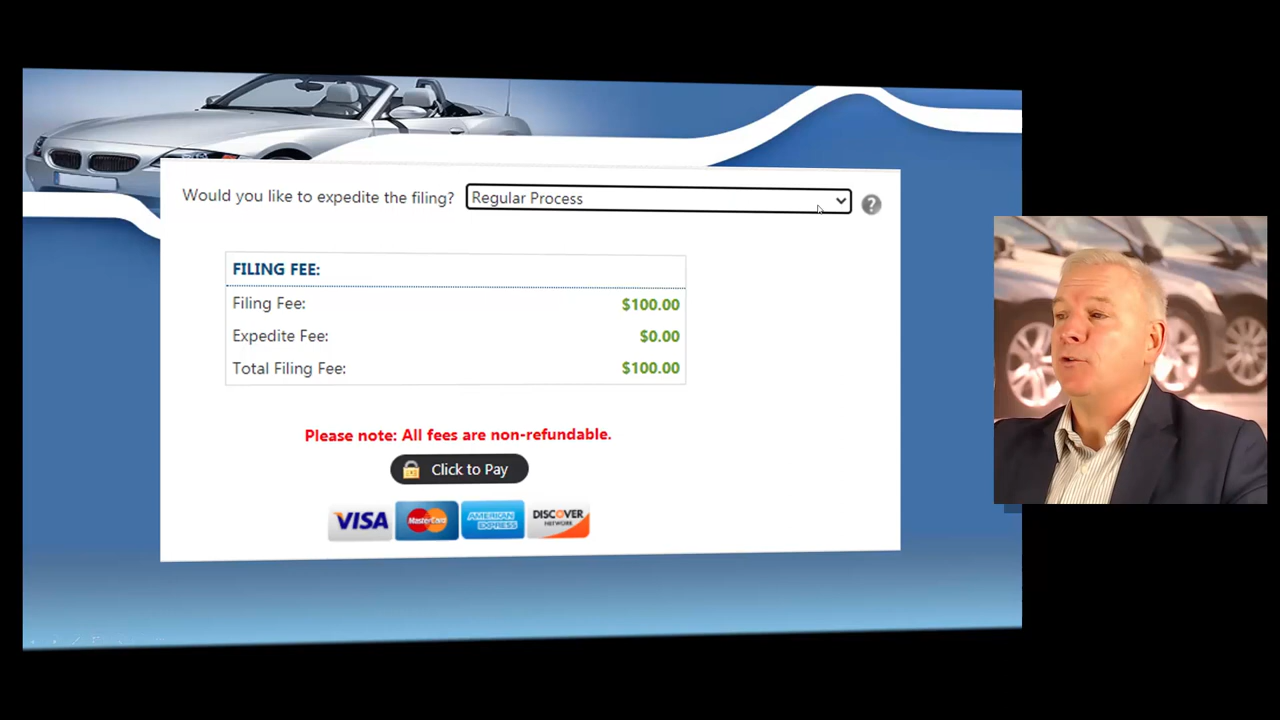 Would you like to expedite the filing? Regular Process ?
FILING FEE:
Filing Fee: $100.00
Expedite Fee: $0.00
Total Filing Fee: $100.00
Please note: All fees are non-refundable.
Click to Pay
VISA MasterCard AMERICAN EXPRESS DISCOVER NETWORK